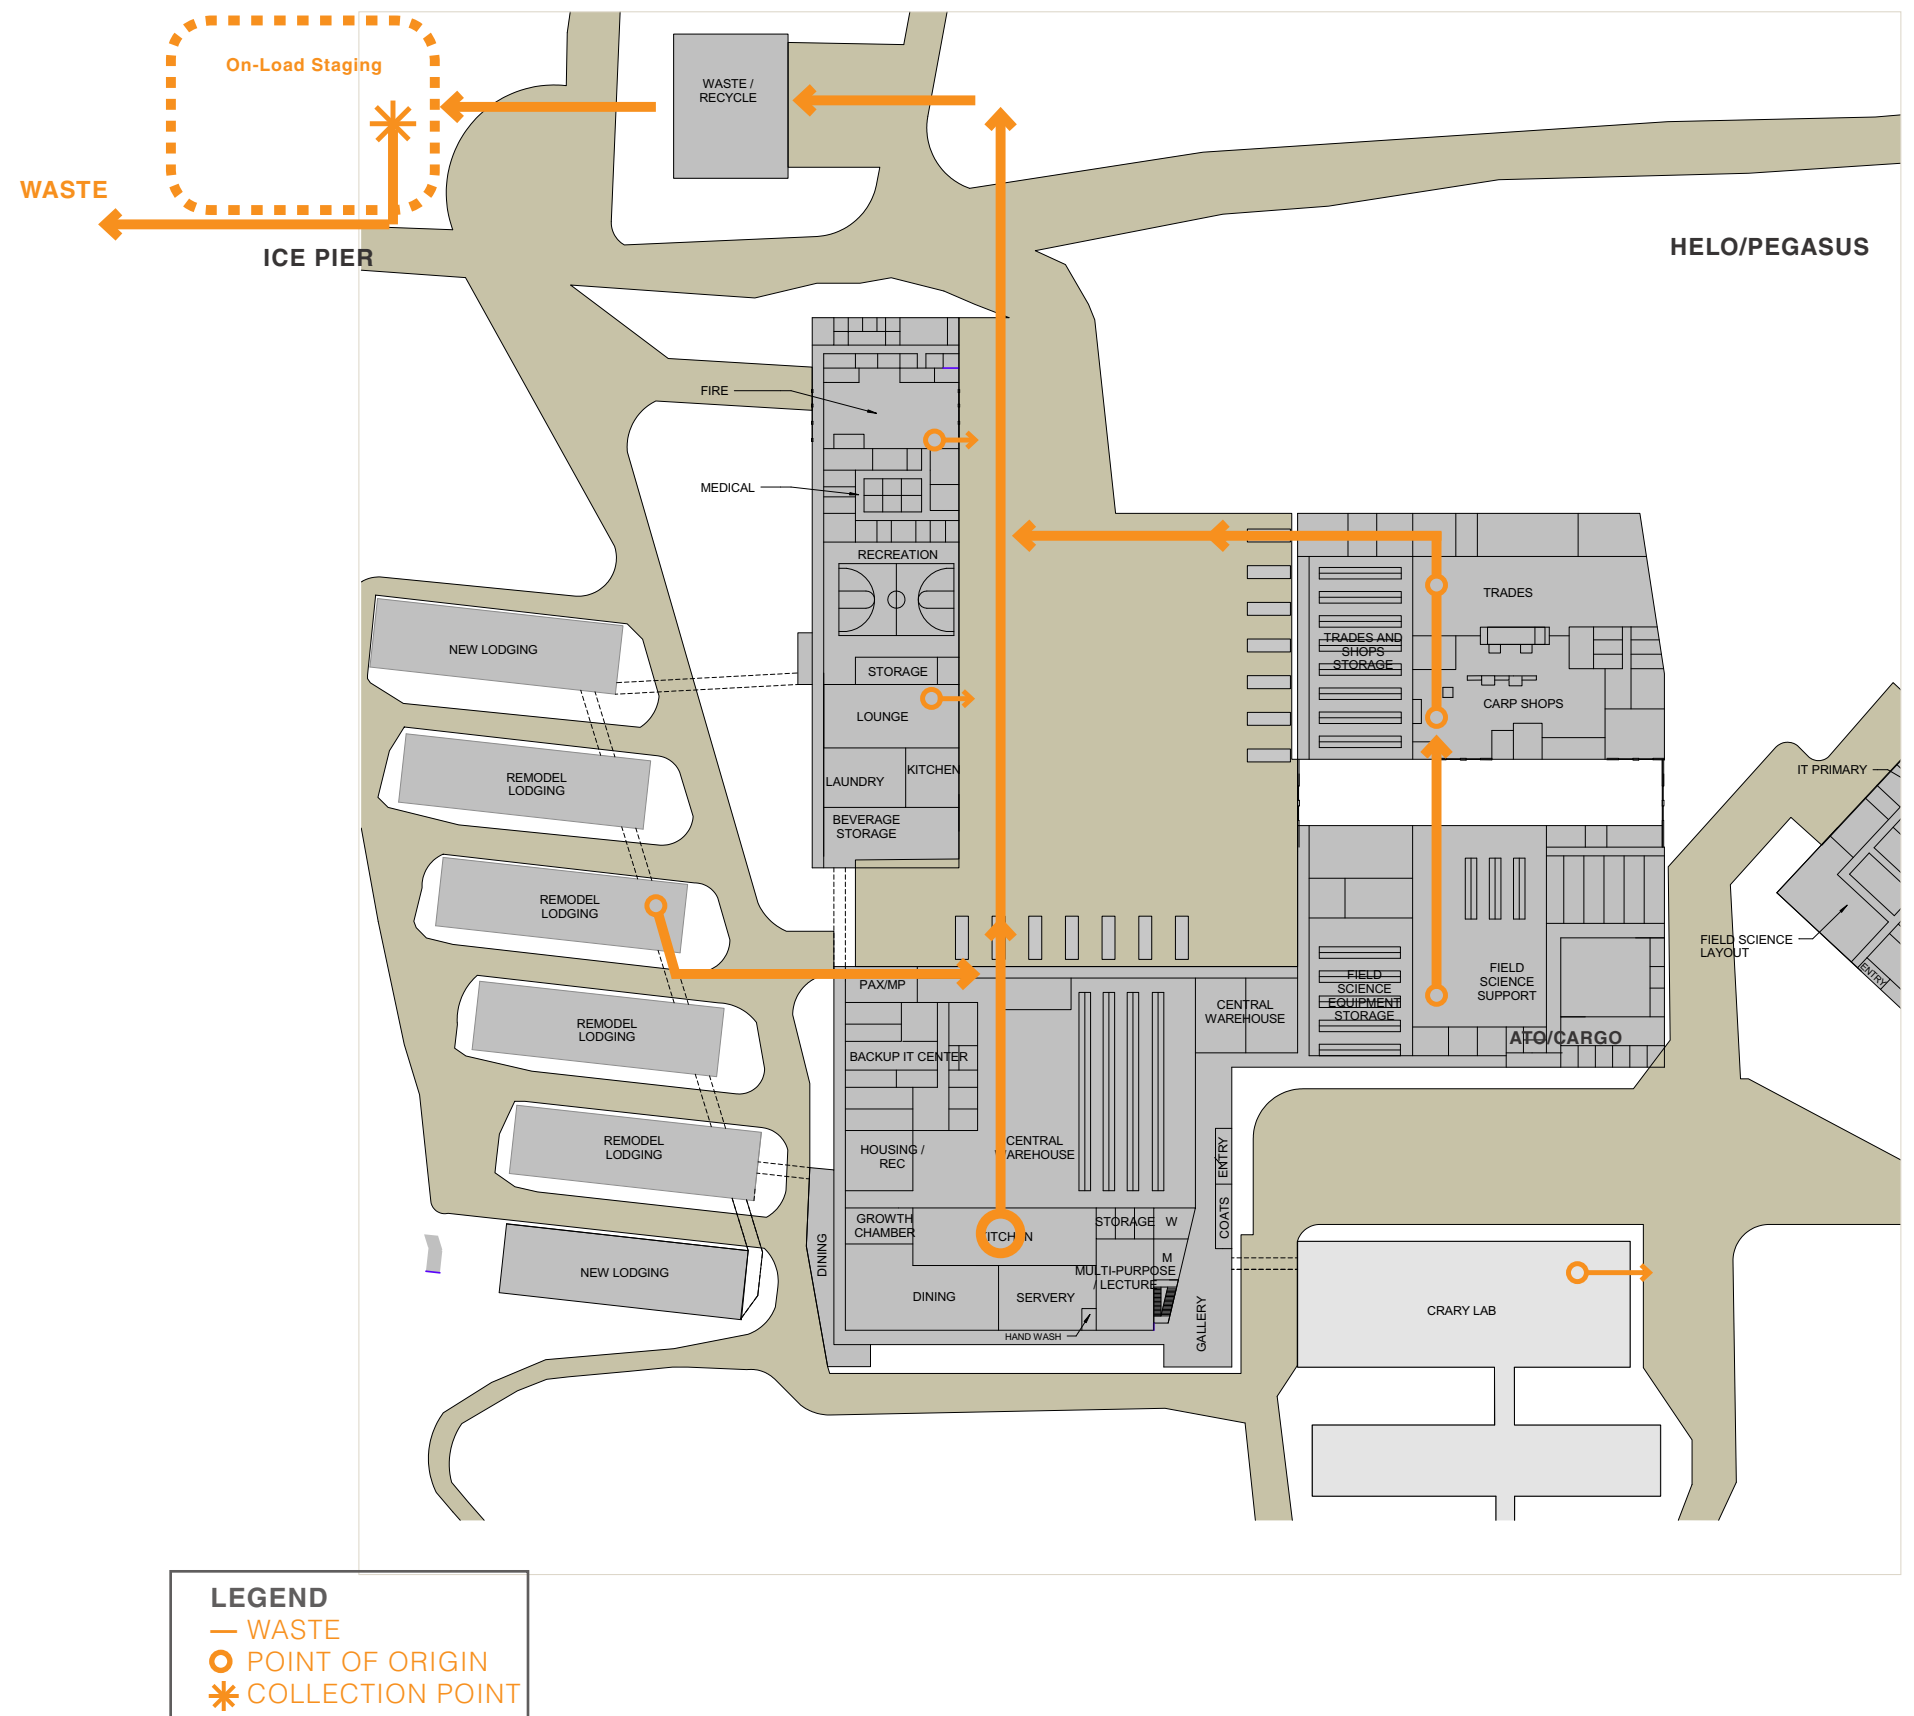 On-Load Staging
WASTE /
RECYCLE
WASTE
ICE PIER
HELO/PEGASUS
FIRE
MEDICAL
RECREATION
TRADES
TRADES AND
SHOPS
STORAGE
NEW LODGING
STORAGE
CARP SHOPS
LOUNGE
IT PRIMARY
KITCHEN
LAUNDRY
REMODEL
LODGING
BEVERAGE
STORAGE
REMODEL
LODGING
FIELD SCIENCE
LAYOUT
ENTRY
FIELD
SCIENCE
SUPPORT
FIELD
SCIENCE
EQUIPMENT
STORAGE
PAX/MP
CENTRAL
WAREHOUSE
REMODEL
LODGING
ATO/CARGO
BACKUP IT CENTER
REMODEL
LODGING
HOUSING /
REC
CENTRAL
WAREHOUSE
ENTRY
COATS
GROWTH
CHAMBER
KITCHEN
STORAGE
W
M
DINING
MULTI-PURPOSE
/ LECTURE
NEW LODGING
DINING
SERVERY
GALLERY
CRARY LAB
HAND WASH
LEGEND
WASTE
POINT OF ORIGIN
COLLECTION POINT